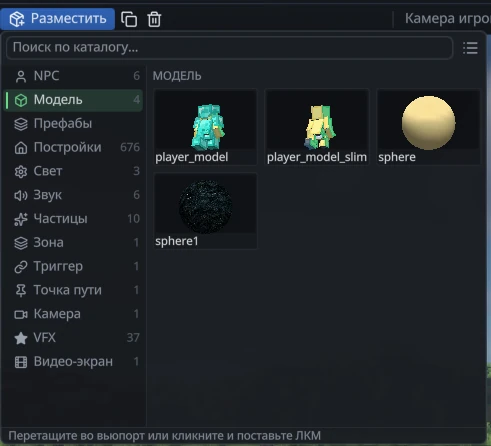 Разместить
Камера игро
Поиск по каталогу...
NPC 6
Модель 4
Префабы
Постройки 676
Свет 3
Звук 6
Частицы 10
Зона 1
Триггер 1
Точка пути 1
Камера 1
VFX 37
Видео-экран 1
МОДЕЛЬ
player_model
player_model_slim
sphere
sphere1
Перетащите во вьюпорт или кликните и поставьте ЛКМ